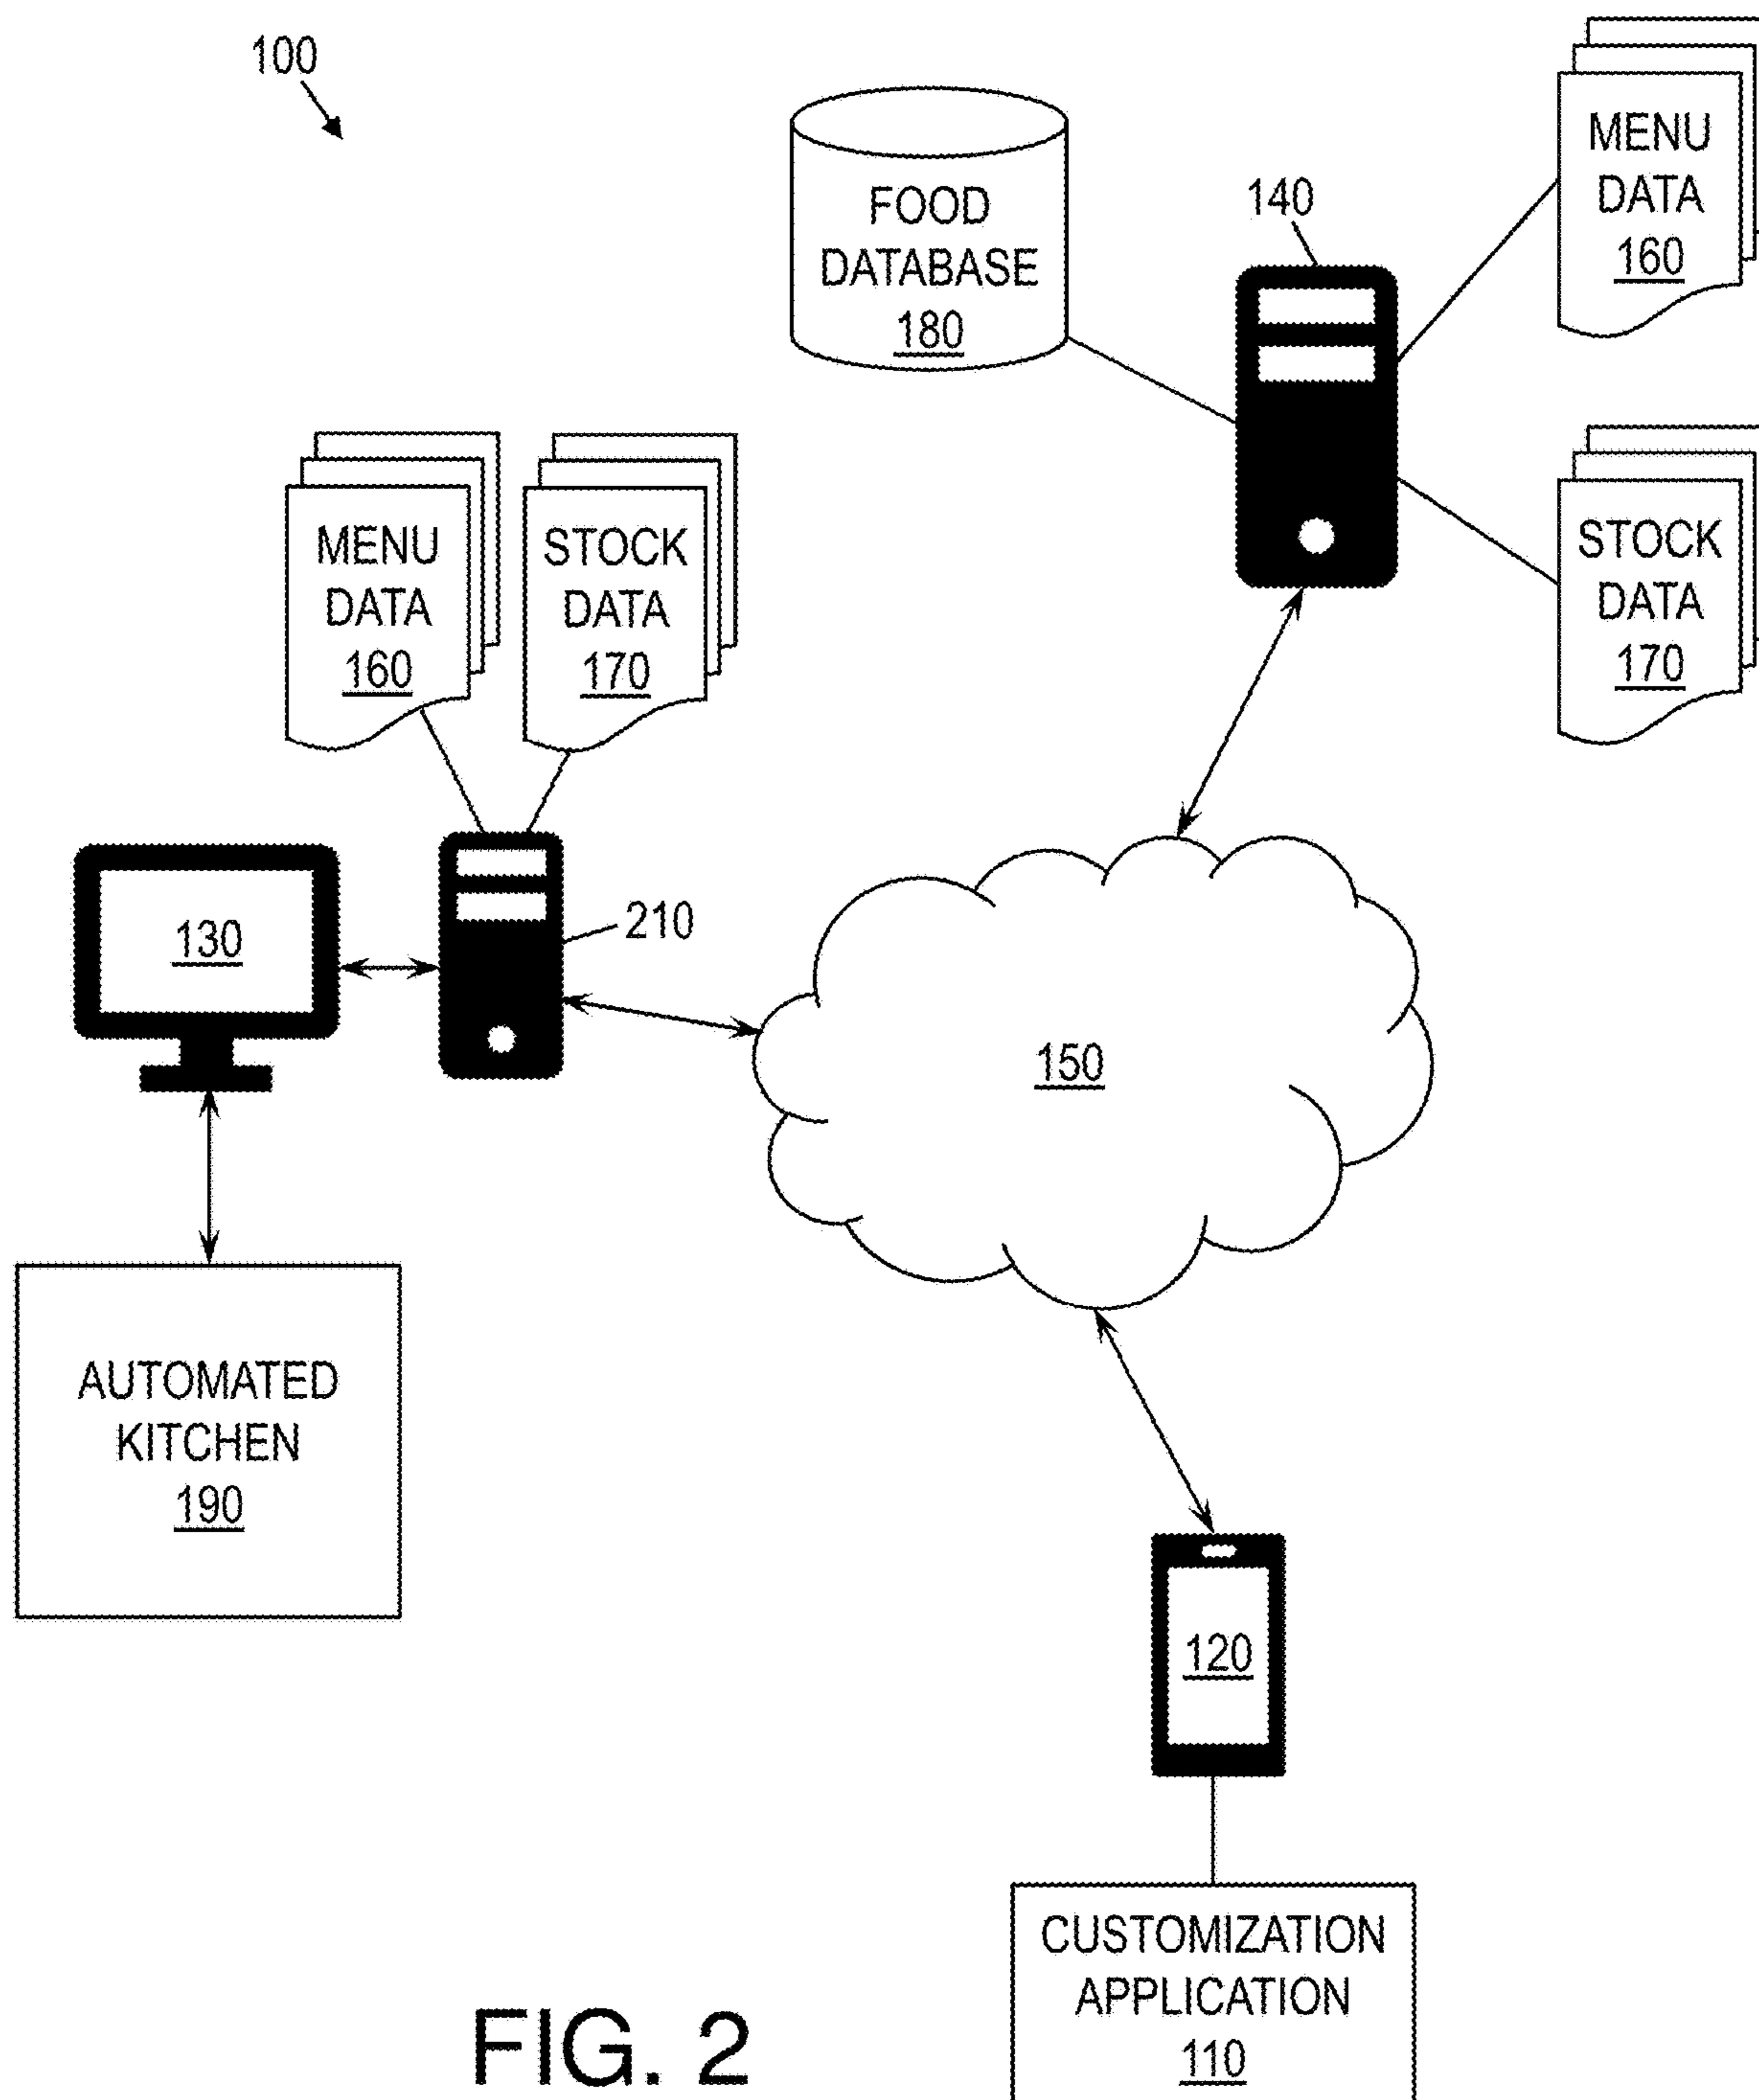 100
FOOD
DATABASE
180
140
MENU
DATA
160
STOCK
DATA
170
MENU
DATA
160
STOCK
DATA
170
130
210
150
AUTOMATED
KITCHEN
190
120
CUSTOMIZATION
APPLICATION
110
FIG. 2